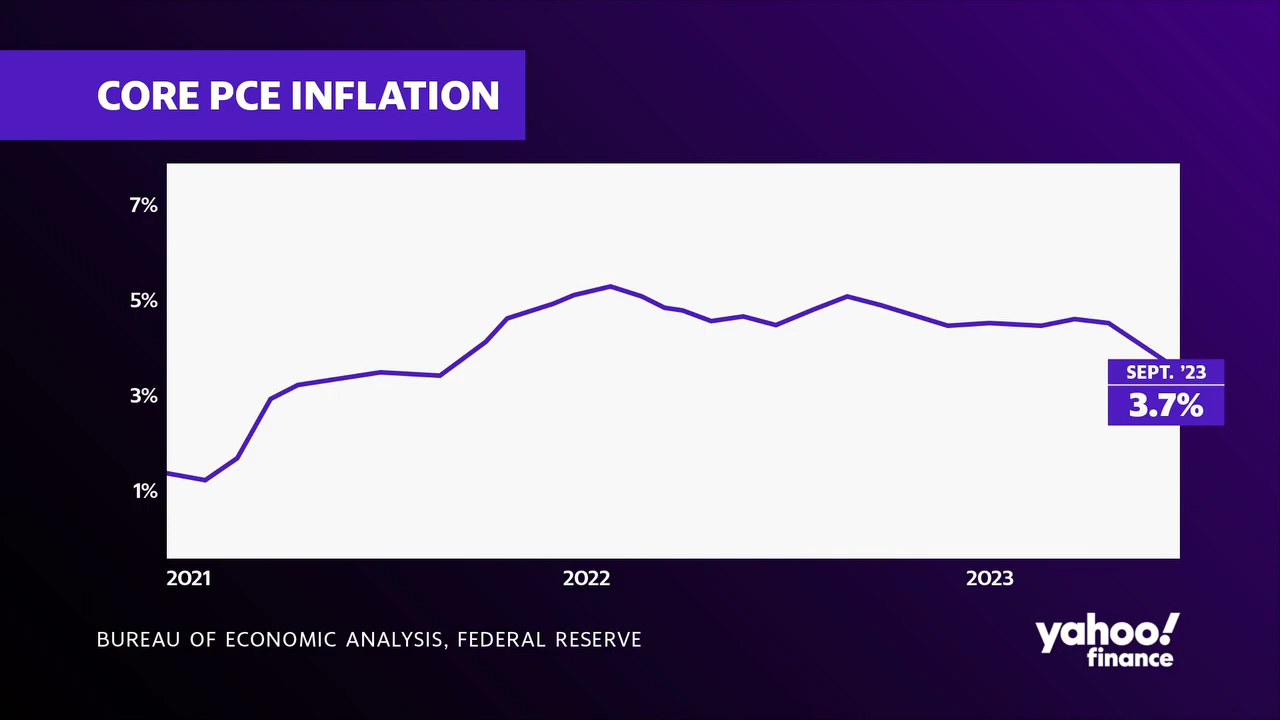 CORE PCE INFLATION
7%
5%
3%
1%
SEPT. ’23
3.7%
2021
2022
2023
BUREAU OF ECONOMIC ANALYSIS, FEDERAL RESERVE
yahoo!
finance